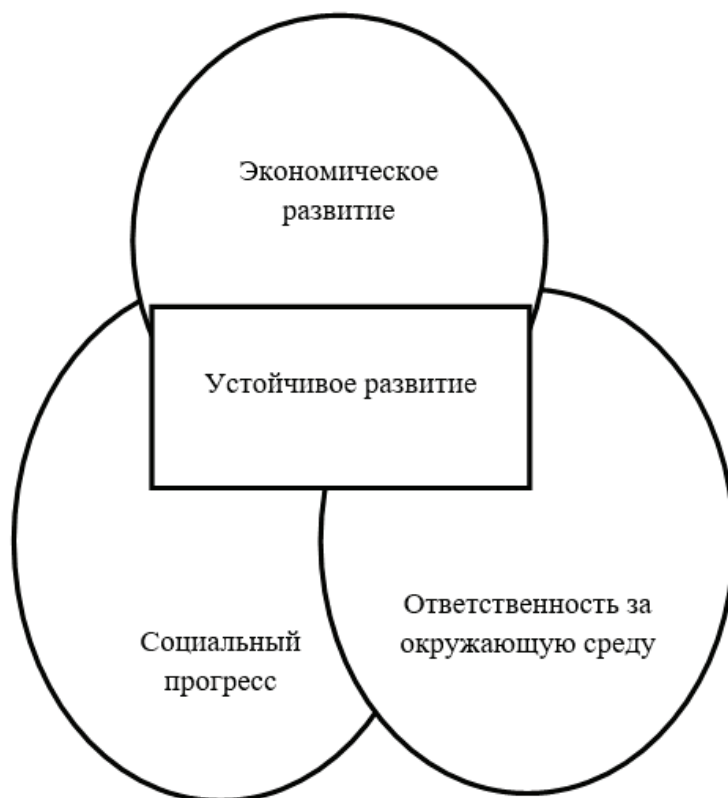 Экономическое
развитие
Устойчивое развитие
Ответственность за
окружающую среду
Социальный
прогресс